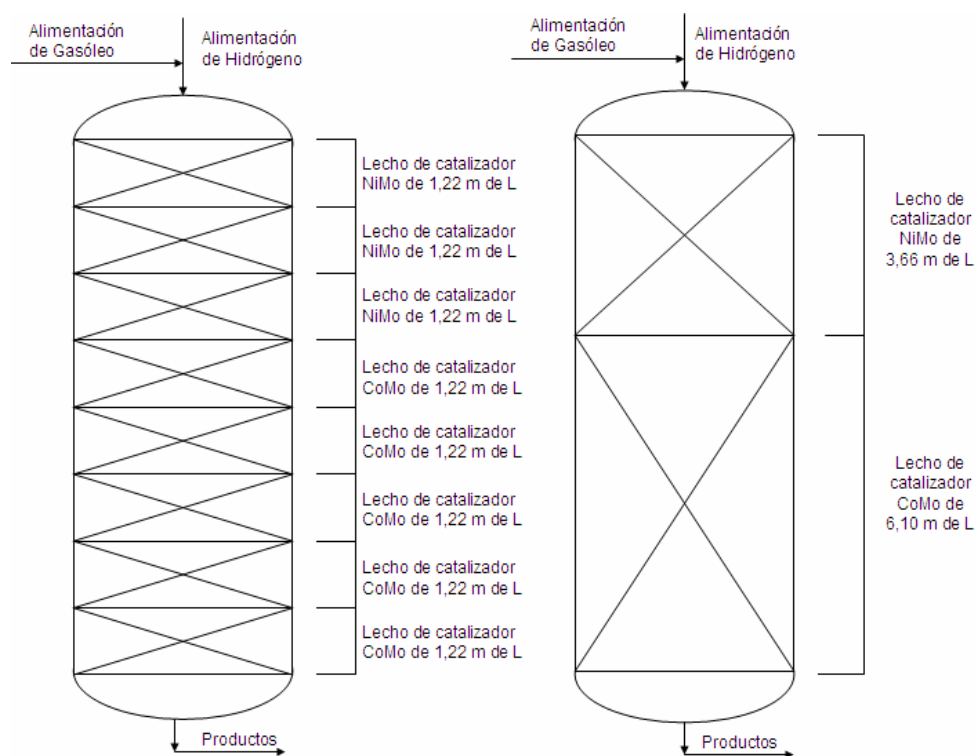 Alimentación
de Gasóleo
Alimentación
de Hidrógeno
Lecho de catalizador
NiMo de 1,22 m de L
Lecho de catalizador
NiMo de 1,22 m de L
Lecho de catalizador
NiMo de 1,22 m de L
Lecho de catalizador
CoMo de 1,22 m de L
Lecho de catalizador
CoMo de 1,22 m de L
Lecho de catalizador
CoMo de 1,22 m de L
Lecho de catalizador
CoMo de 1,22 m de L
Lecho de catalizador
CoMo de 1,22 m de L
Productos
Alimentación
de Gasóleo
Alimentación
de Hidrógeno
Lecho de
catalizador
NiMo de
3,66 m de L
Lecho de
catalizador
CoMo de
6,10 m de L
Productos